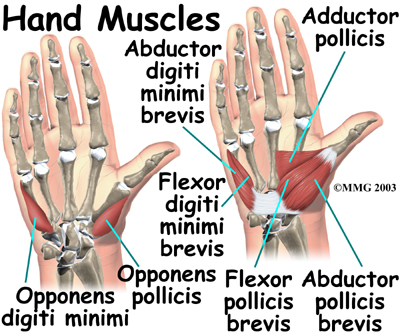 Hand Muscles
Adductor
pollicis
Abductor
digiti
minimi
brevis
Flexor
digiti
minimi
brevis
©MMG 2003
Opponens
digiti minimi
Opponens
pollicis
Flexor
pollicis
brevis
Abductor
pollicis
brevis